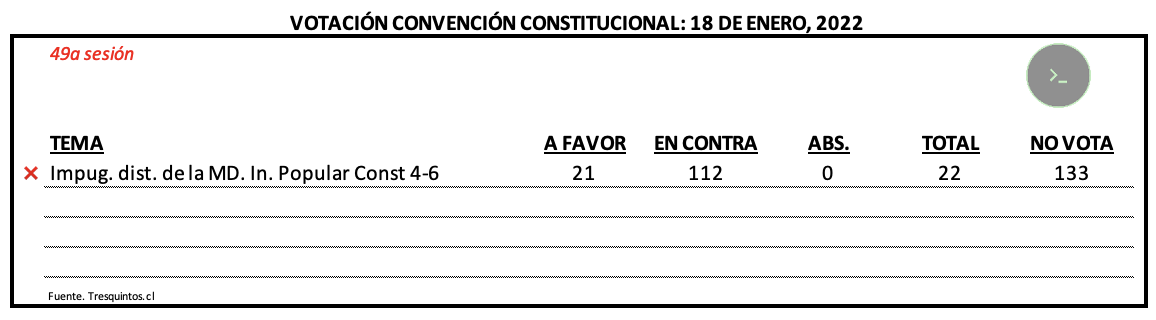 VOTACIÓN CONVENCIÓN CONSTITUCIONAL: 18 DE ENERO, 2022
49a sesión
>_
TEMA A FAVOR EN CONTRA ABS. TOTAL NO VOTA
× Impug. dist. de la MD. In. Popular Const 4-6 21 112 0 22 133
Fuente. Tresquintos.cl